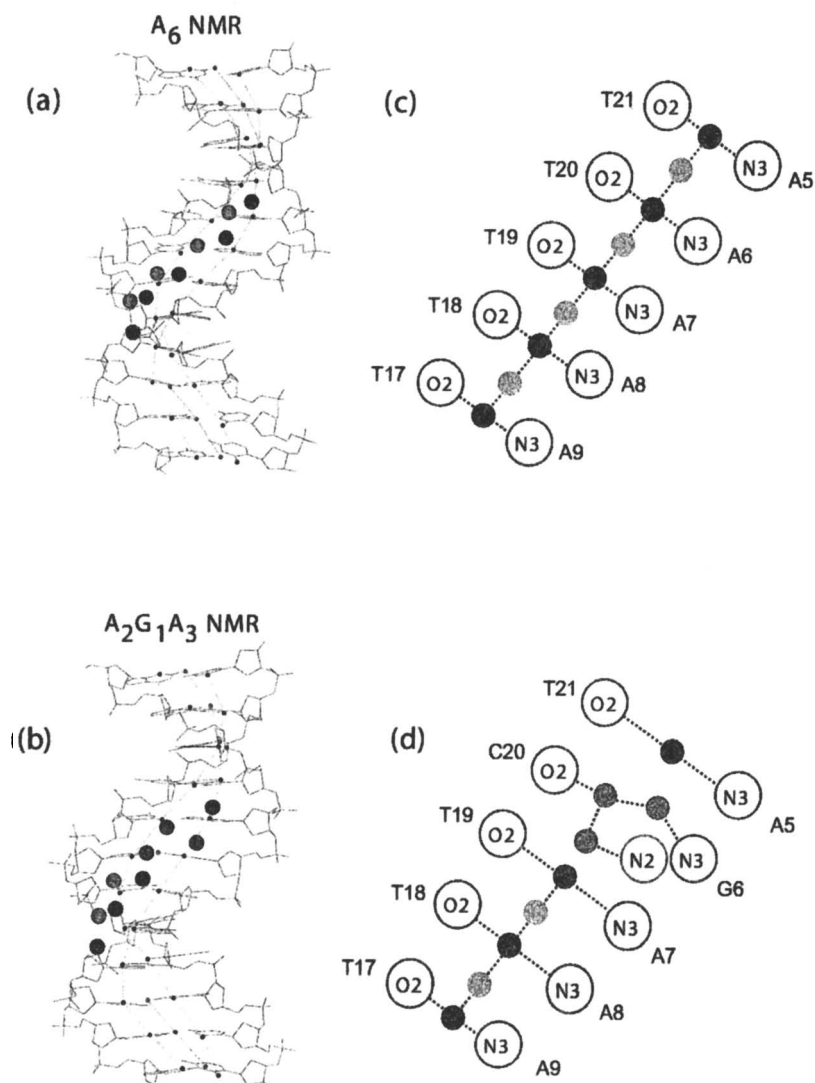 A6 NMR
(a)
(c)
T21 O2
N3 A5
T20 O2
N3 A6
T19 O2
N3 A7
T18 O2
N3 A8
T17 O2
N3 A9
A2G1A3 NMR
(b)
(d)
T21 O2
N3 A5
C20 O2
N2 N3
G6
T19 O2
N3 A7
T18 O2
N3 A8
T17 O2
N3 A9